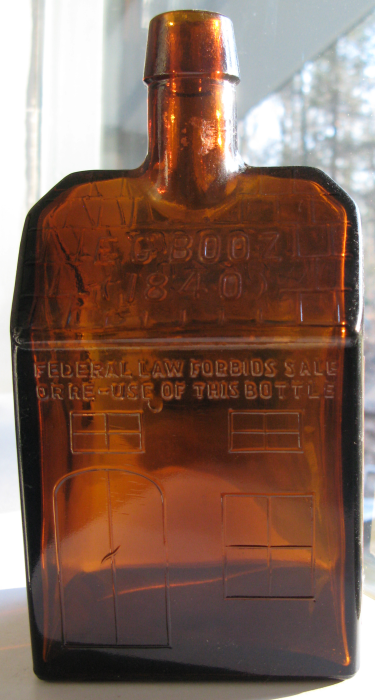 E.G. BOOZ
1840
FEDERAL LAW FORBIDS SALE
OR RE-USE OF THIS BOTTLE